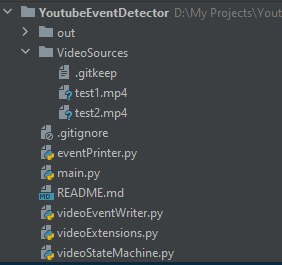 YoutubeEventDetector D:\My Projects\Yout
out
VideoSources
.gitkeep
test1.mp4
test2.mp4
.gitignore
eventPrinter.py
main.py
README.md
videoEventWriter.py
videoExtensions.py
videoStateMachine.py